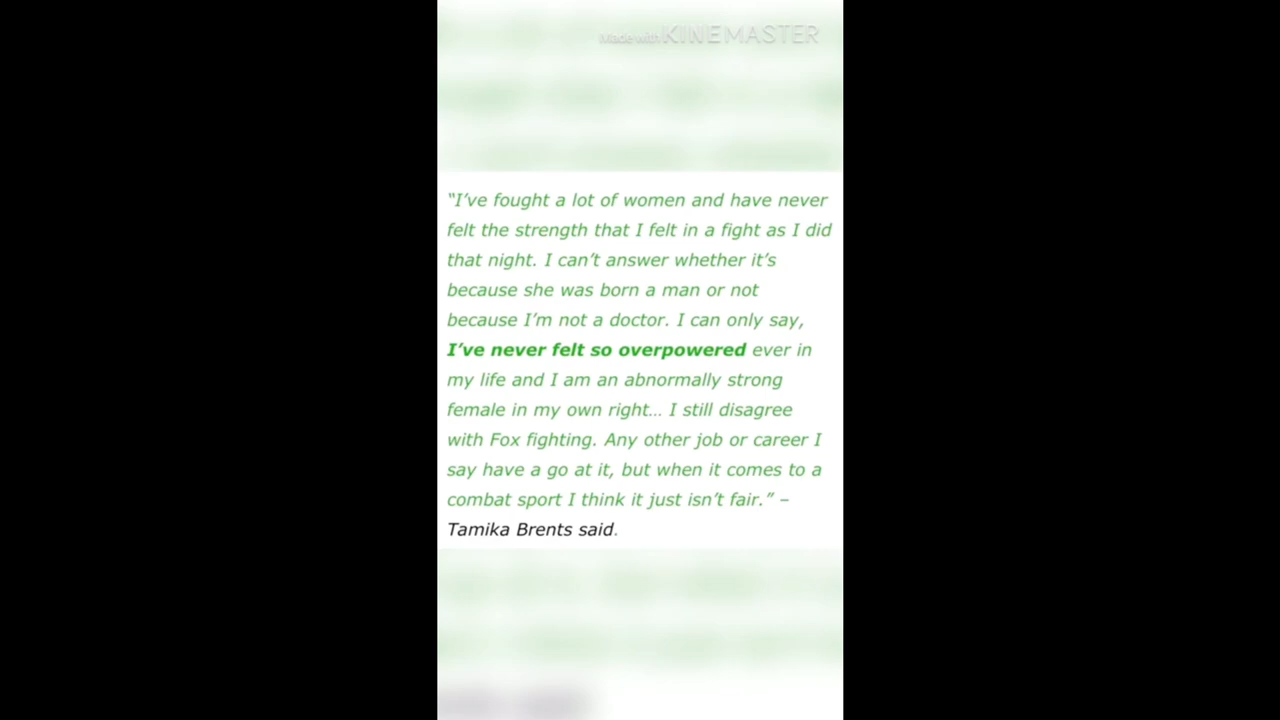 Made with KINEMASTER
“I’ve fought a lot of women and have never
felt the strength that I felt in a fight as I did
that night. I can’t answer whether it’s
because she was born a man or not
because I’m not a doctor. I can only say,
I’ve never felt so overpowered ever in
my life and I am an abnormally strong
female in my own right… I still disagree
with Fox fighting. Any other job or career I
say have a go at it, but when it comes to a
combat sport I think it just isn’t fair.” –
Tamika Brents said.